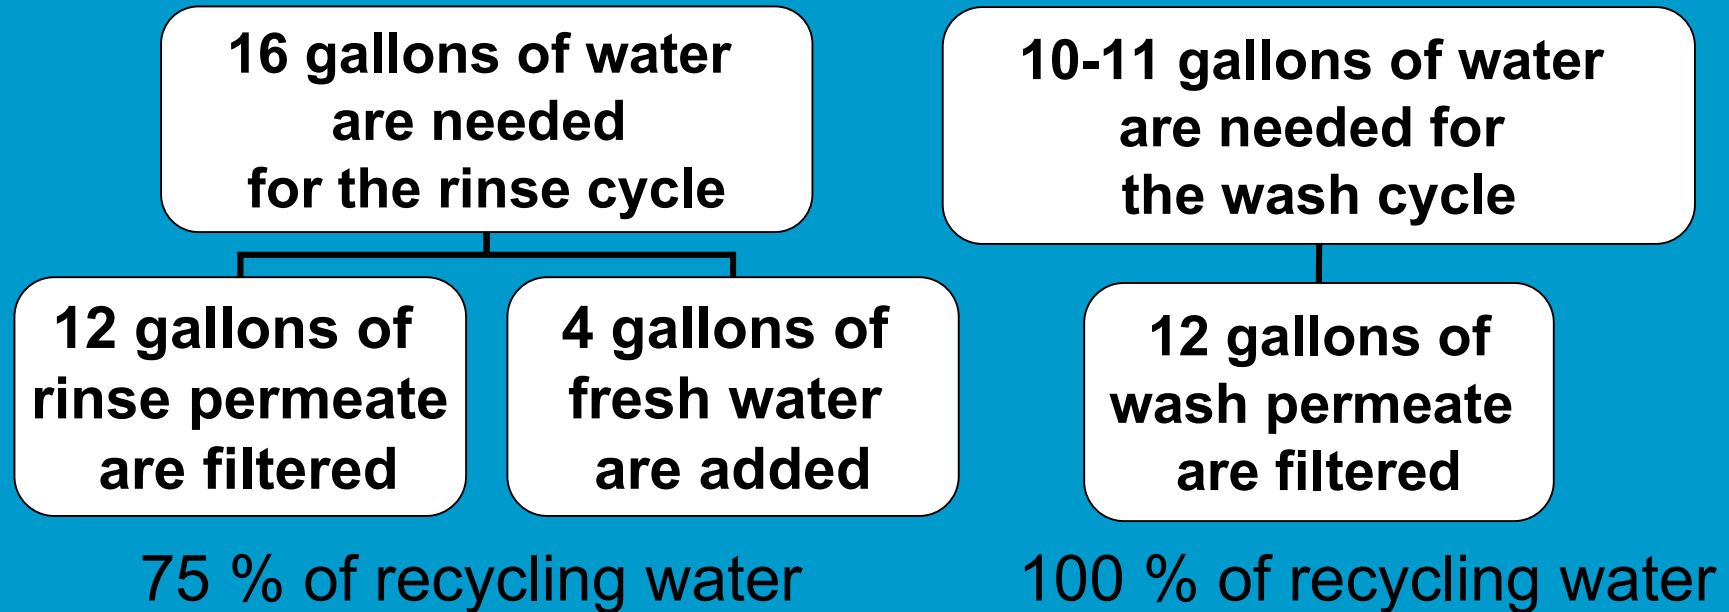 16 gallons of water
are needed
for the rinse cycle
12 gallons of
rinse permeate
are filtered
4 gallons of
fresh water
are added
75 % of recycling water
10-11 gallons of water
are needed for
the wash cycle
12 gallons of
wash permeate
are filtered
100 % of recycling water